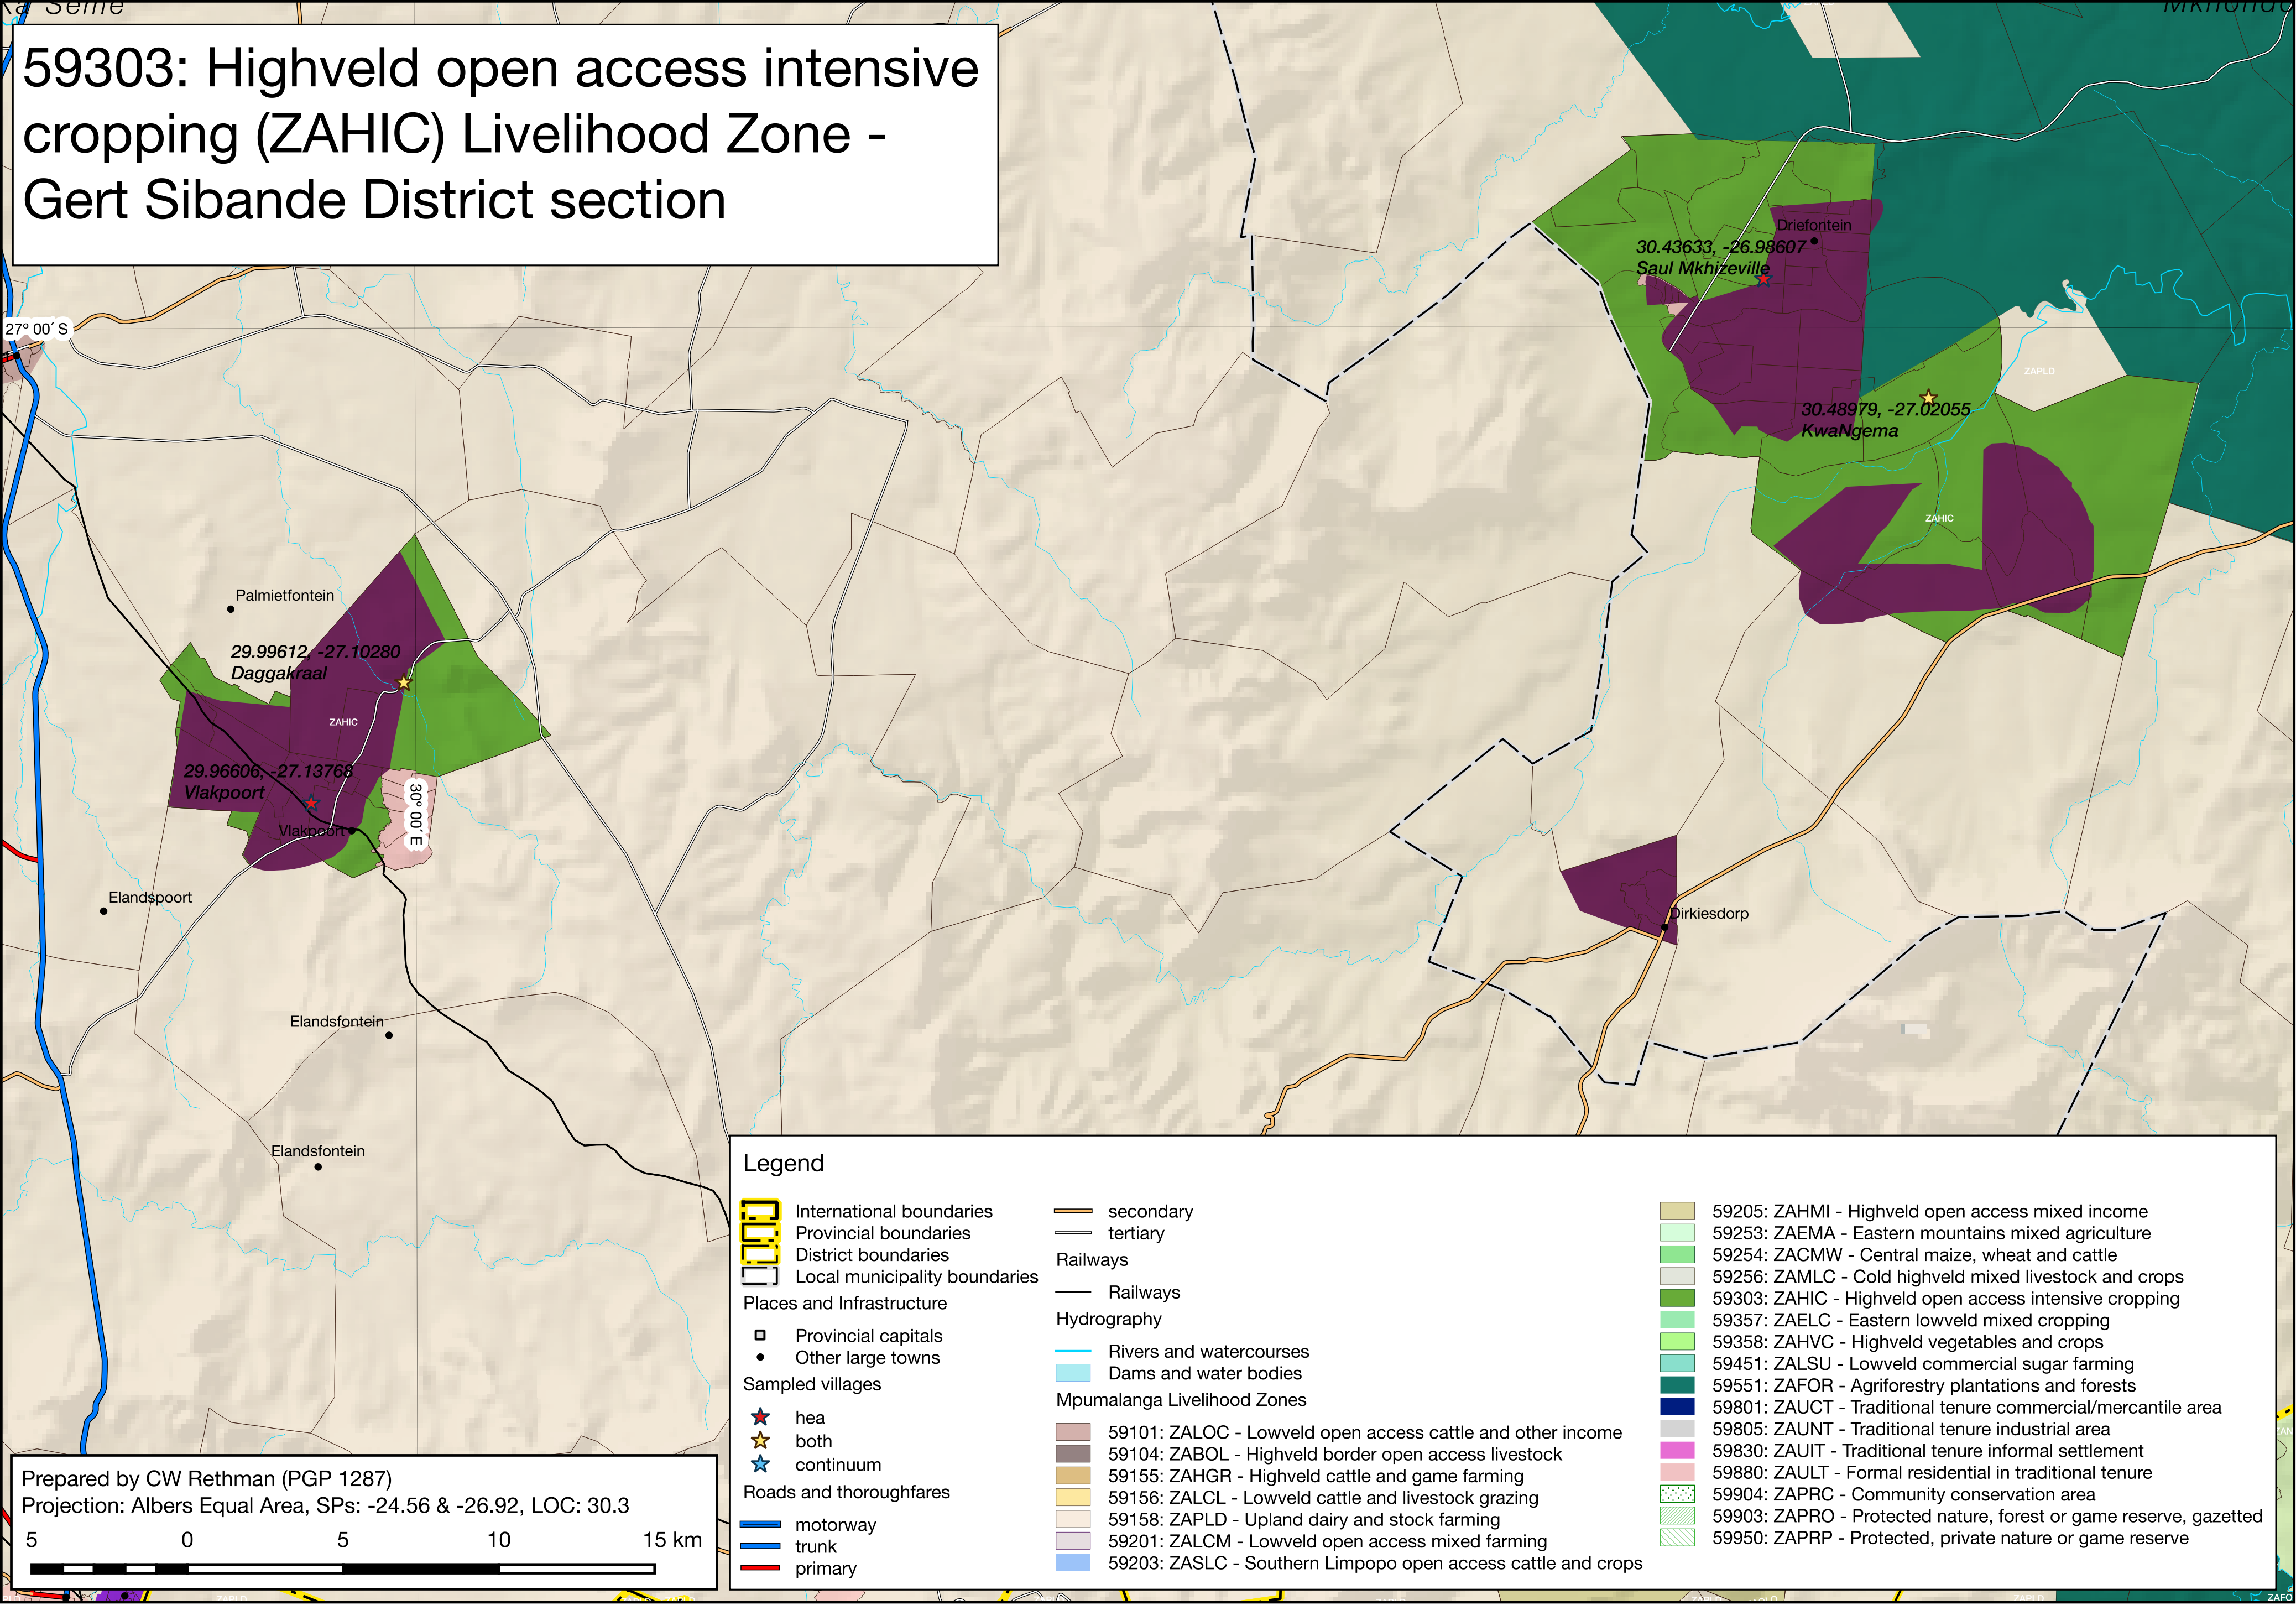 ka Seme
Mkhondo
59303: Highveld open access intensive
cropping (ZAHIC) Livelihood Zone -
Gert Sibande District section
27° 00´ S
Driefontein
30.43633, -26.98607
Saul Mkhizeville
ZAPLD
30.48979, -27.02055
KwaNgema
ZAHIC
Palmietfontein
29.99612, -27.10280
Daggakraal
ZAHIC
29.96606, -27.13768
Vlakpoort
30° 00´ E
Vlakpoort
Elandspoort
Dirkiesdorp
Elandsfontein
Elandsfontein
Legend
International boundaries
Provincial boundaries
District boundaries
Local municipality boundaries
Places and Infrastructure
Provincial capitals
Other large towns
Sampled villages
hea
both
continuum
Roads and thoroughfares
motorway
trunk
primary
secondary
tertiary
Railways
Railways
Hydrography
Rivers and watercourses
Dams and water bodies
Mpumalanga Livelihood Zones
59101: ZALOC - Lowveld open access cattle and other income
59104: ZABOL - Highveld border open access livestock
59155: ZAHGR - Highveld cattle and game farming
59156: ZALCL - Lowveld cattle and livestock grazing
59158: ZAPLD - Upland dairy and stock farming
59201: ZALCM - Lowveld open access mixed farming
59203: ZASLC - Southern Limpopo open access cattle and crops
59205: ZAHMI - Highveld open access mixed income
59253: ZAEMA - Eastern mountains mixed agriculture
59254: ZACMW - Central maize, wheat and cattle
59256: ZAMLC - Cold highveld mixed livestock and crops
59303: ZAHIC - Highveld open access intensive cropping
59357: ZAELC - Eastern lowveld mixed cropping
59358: ZAHVC - Highveld vegetables and crops
59451: ZALSU - Lowveld commercial sugar farming
59551: ZAFOR - Agriforestry plantations and forests
59801: ZAUCT - Traditional tenure commercial/mercantile area
59805: ZAUNT - Traditional tenure industrial area
59830: ZAUIT - Traditional tenure informal settlement
59880: ZAULT - Formal residential in traditional tenure
59904: ZAPRC - Community conservation area
59903: ZAPRO - Protected nature, forest or game reserve, gazetted
59950: ZAPRP - Protected, private nature or game reserve
Prepared by CW Rethman (PGP 1287)
Projection: Albers Equal Area, SPs: -24.56 & -26.92, LOC: 30.3
5 0 5 10 15 km